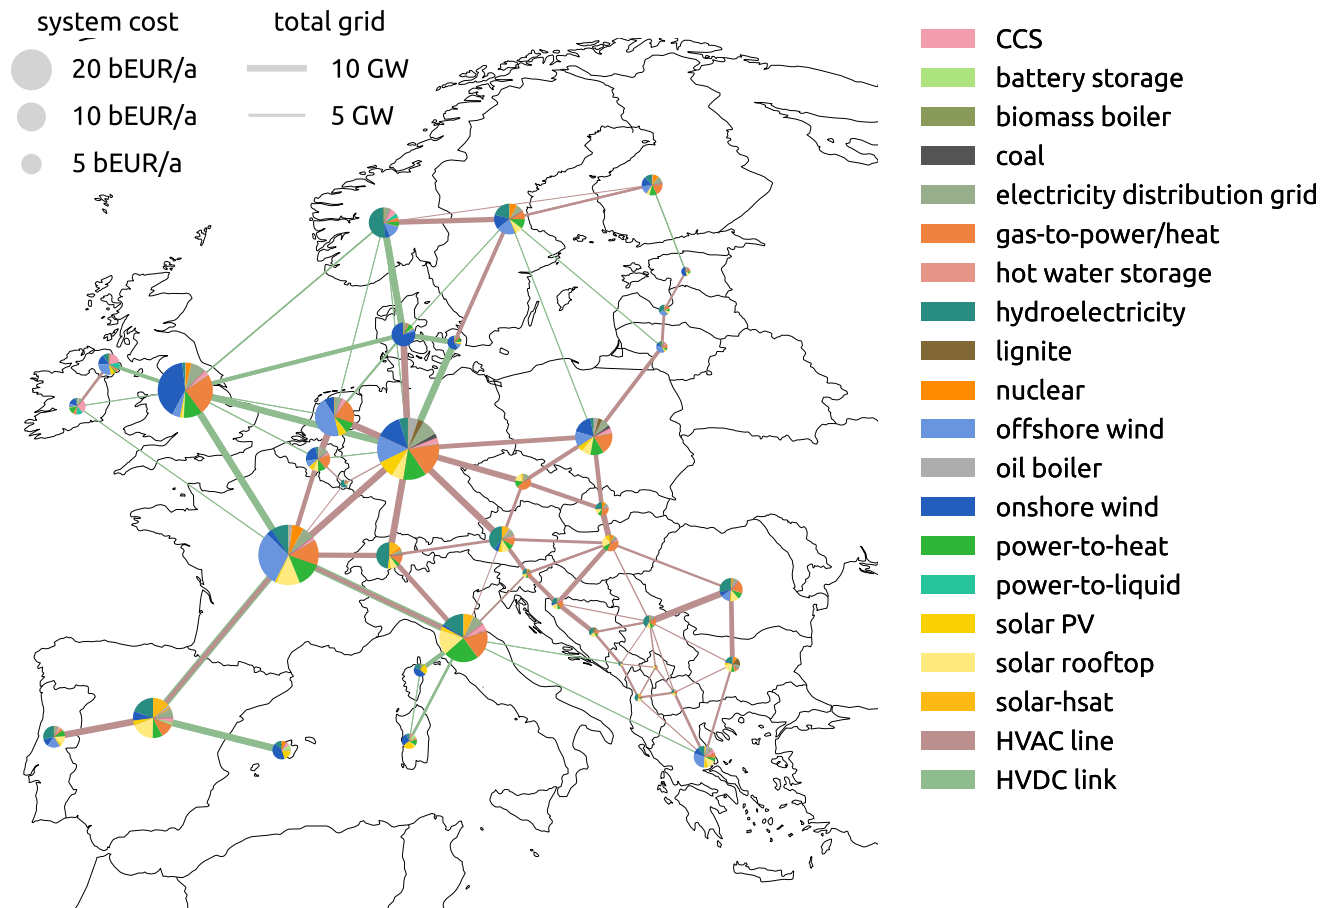 system cost
total grid
20 bEUR/a
10 GW
10 bEUR/a
5 GW
5 bEUR/a
CCS
battery storage
biomass boiler
coal
electricity distribution grid
gas-to-power/heat
hot water storage
hydroelectricity
lignite
nuclear
offshore wind
oil boiler
onshore wind
power-to-heat
power-to-liquid
solar PV
solar rooftop
solar-hsat
HVAC line
HVDC link